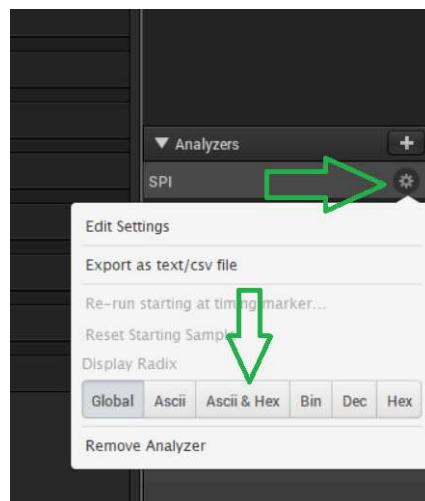 Analyzers
SPI
Edit Settings
Export as text/csv file
Re-run starting at timing marker...
Reset Starting Sample
Display Radix
Global Ascii Ascii & Hex Bin Dec Hex
Remove Analyzer